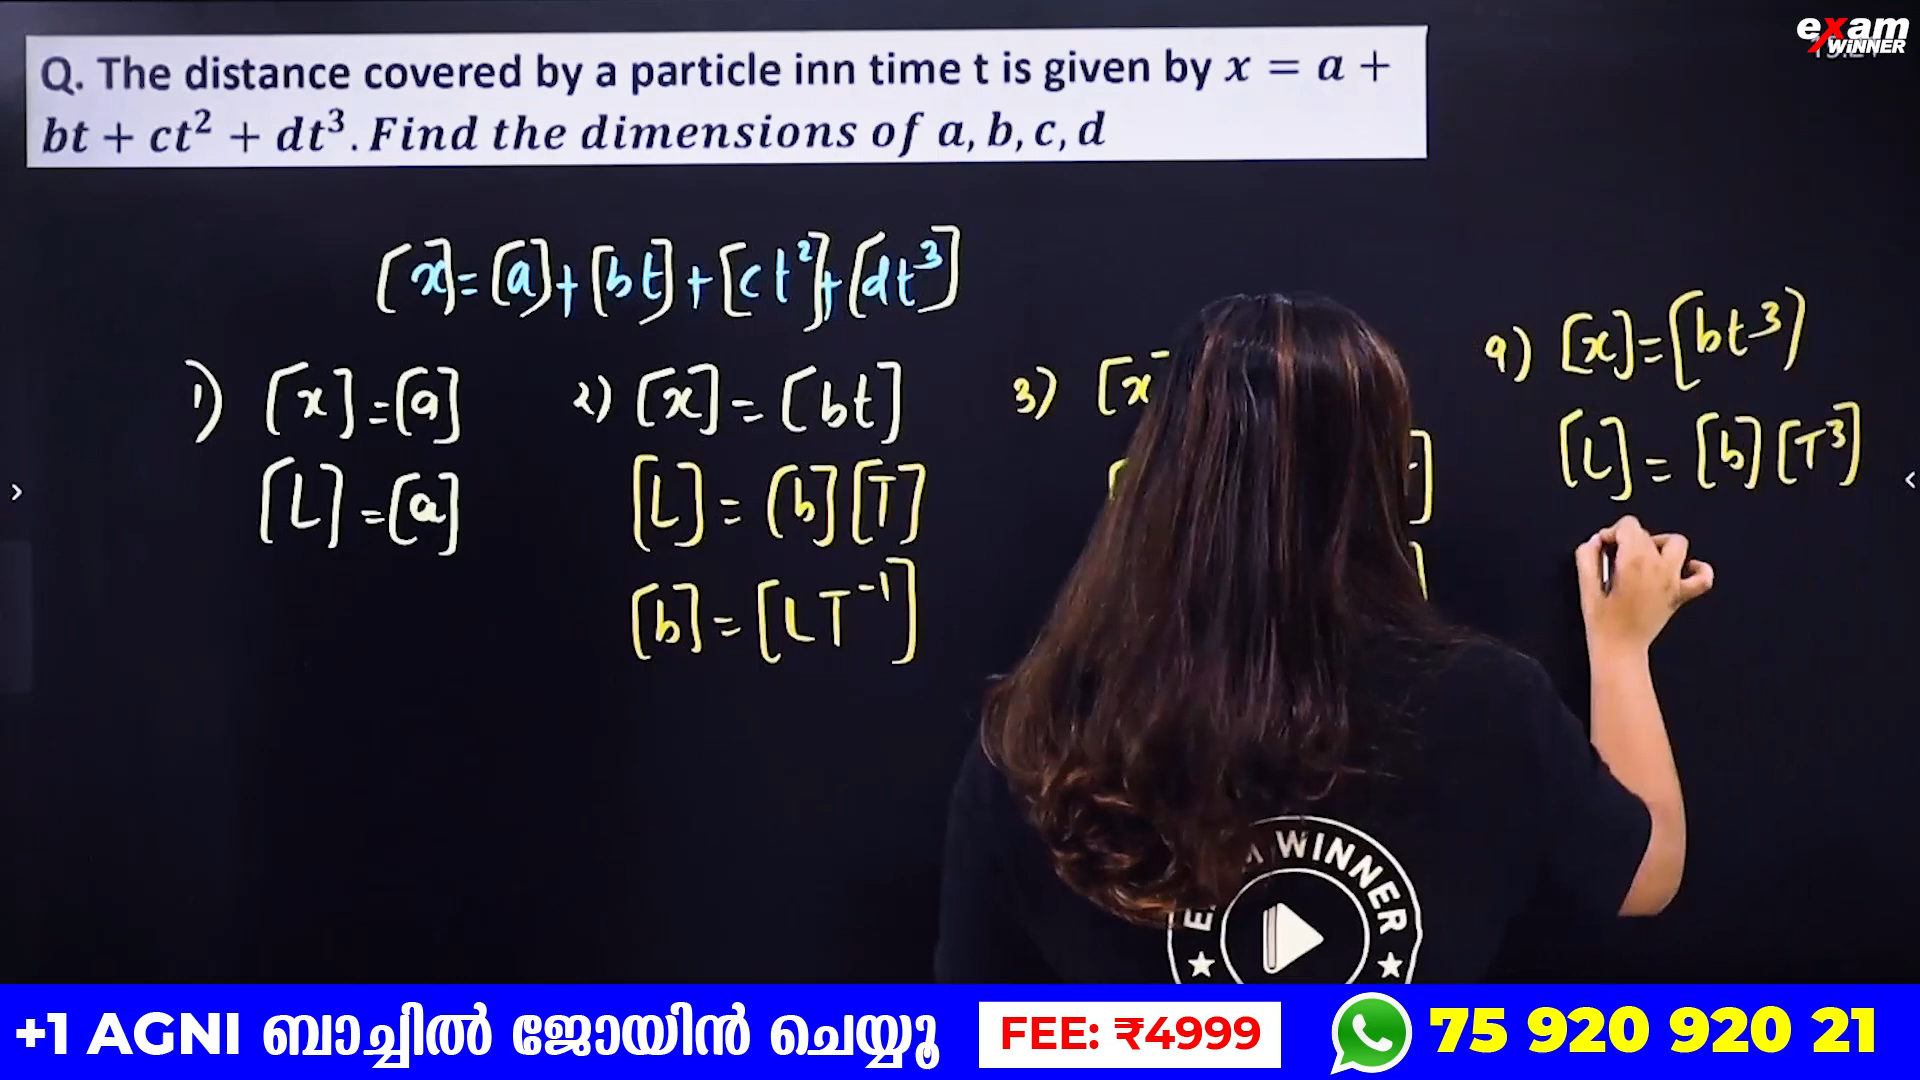 exam
WINNER
Q. The distance covered by a particle inn time t is given by x = a +
bt + ct² + dt³. Find the dimensions of a, b, c, d
[x] = [a] + [bt] + [ct²] + [dt³]
1) [x] = [a]
[L] = [a]
2) [x] = [bt]
[L] = [b] [T]
[b] = [LT⁻¹]
3) [x
4) [x] = [bt³]
[L] = [b] [T³]
WINNER
+1 AGNI ബാച്ചിൽ ജോയിൻ ചെയ്യൂ
FEE: ₹4999
75 920 920 21